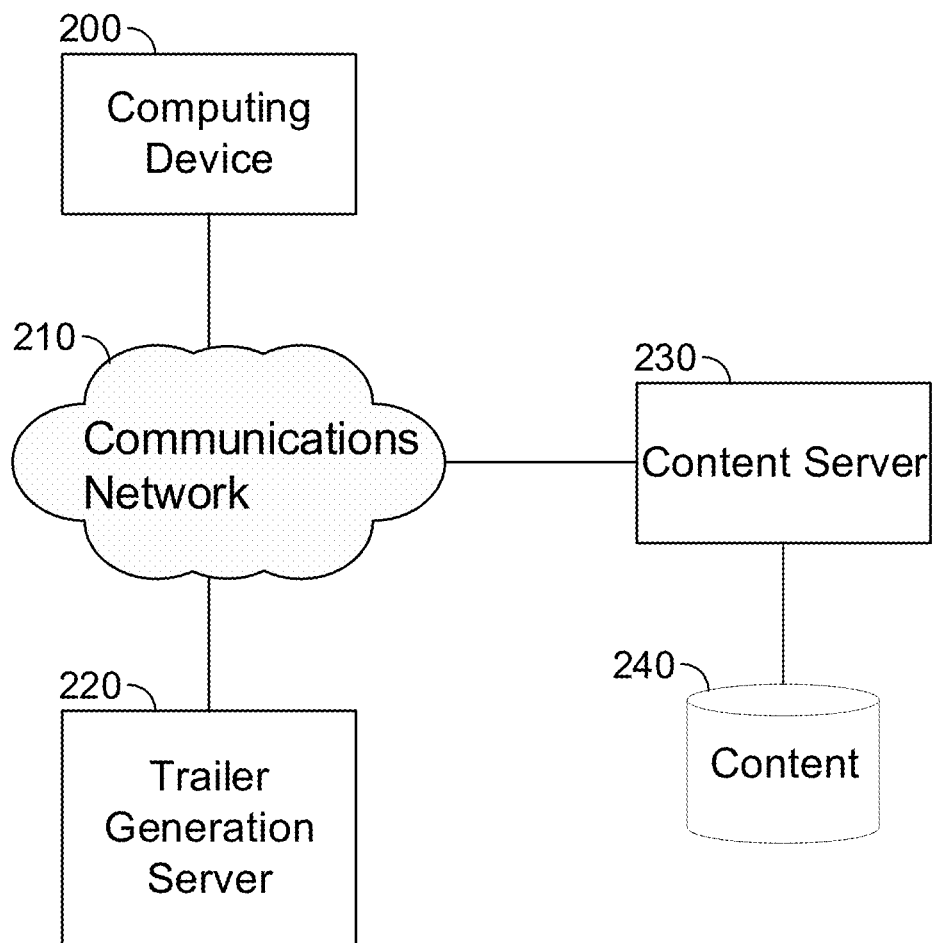 200
Computing
Device
210
Communications
Network
230
Content Server
220
Trailer
Generation
Server
240
Content